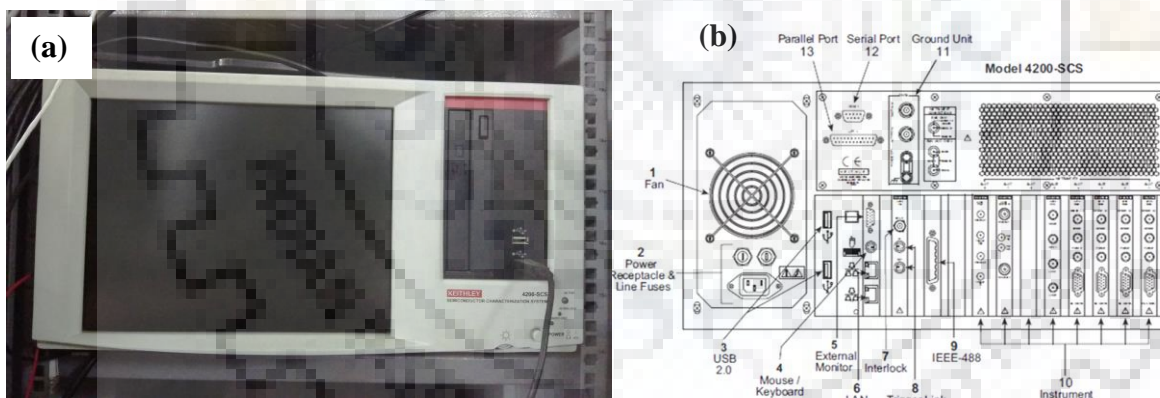 (a)
KEITHLEY
4200-SCS
SEMICONDUCTOR CHARACTERIZATION SYSTEM
POWER
(b)
Parallel Port
13
Serial Port
12
Ground Unit
11
Model 4200-SCS
1
Fan
2
Power
Receptacle &
Line Fuses
3
USB
2.0
4
Mouse /
Keyboard
5
External
Monitor
6
LAN
7
Interlock
8
9
IEEE-488
10
Instrument